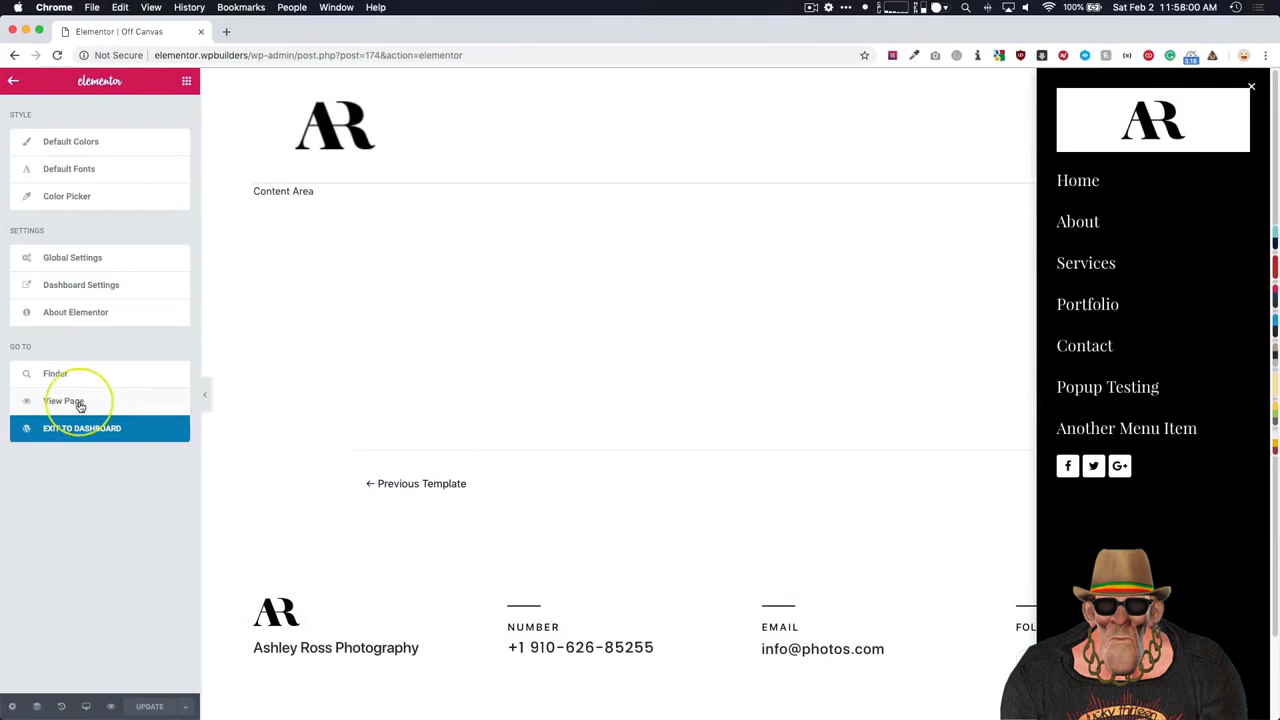 Chrome File Edit View History Bookmarks People Window Help 100% Sat Feb 2 11:58:00 AM
Elementor | Off Canvas
Not Secure elementor.wpbuilders/wp-admin/post.php?post=174&action=elementor
elementor
STYLE
Default Colors
Default Fonts
Color Picker
SETTINGS
Global Settings
Dashboard Settings
About Elementor
GO TO
Finder
View Page
EXIT TO DASHBOARD
UPDATE
AR
Content Area
← Previous Template
AR
Ashley Ross Photography
NUMBER
+1 910-626-85255
EMAIL
info@photos.com
FOL
AR
Home
About
Services
Portfolio
Contact
Popup Testing
Another Menu Item